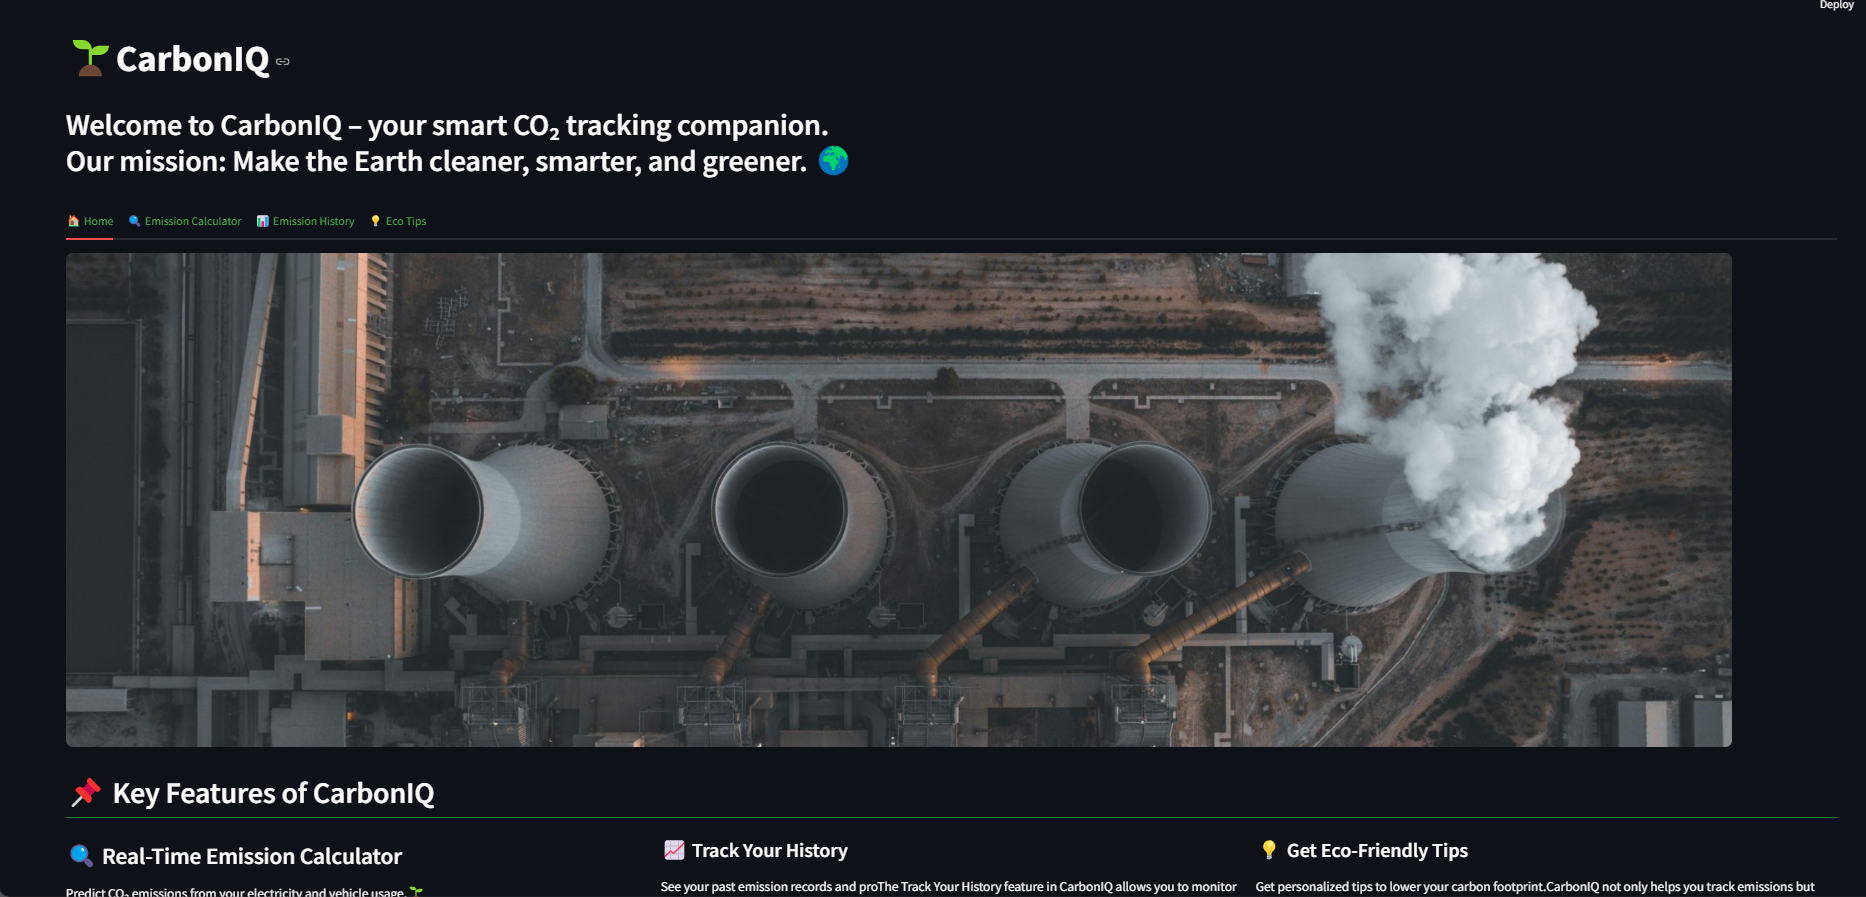 Deploy
CarbonIQ
Welcome to CarbonIQ – your smart CO₂ tracking companion.
Our mission: Make the Earth cleaner, smarter, and greener.
Home
Emission Calculator
Emission History
Eco Tips
Key Features of CarbonIQ
Real-Time Emission Calculator
Predict CO₂ emissions from your electricity and vehicle usage.
Track Your History
See your past emission records and proThe Track Your History feature in CarbonIQ allows you to monitor
Get Eco-Friendly Tips
Get personalized tips to lower your carbon footprint.CarbonIQ not only helps you track emissions but